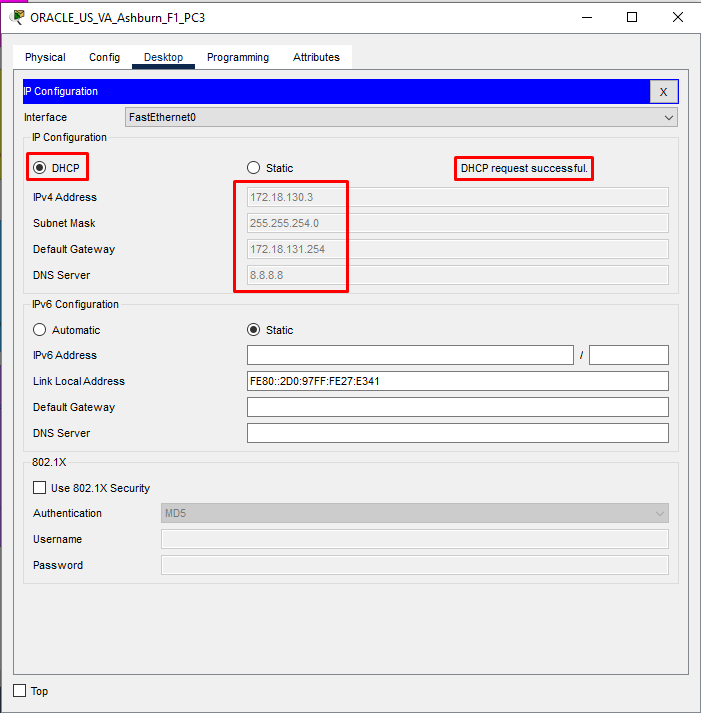 ORACLE_US_VA_Ashburn_F1_PC3
Physical Config Desktop Programming Attributes
IP Configuration X
Interface FastEthernet0
IP Configuration
DHCP Static DHCP request successful.
IPv4 Address 172.18.130.3
Subnet Mask 255.255.254.0
Default Gateway 172.18.131.254
DNS Server 8.8.8.8
IPv6 Configuration
Automatic Static
IPv6 Address /
Link Local Address FE80::2D0:97FF:FE27:E341
Default Gateway
DNS Server
802.1X
Use 802.1X Security
Authentication MD5
Username
Password
Top